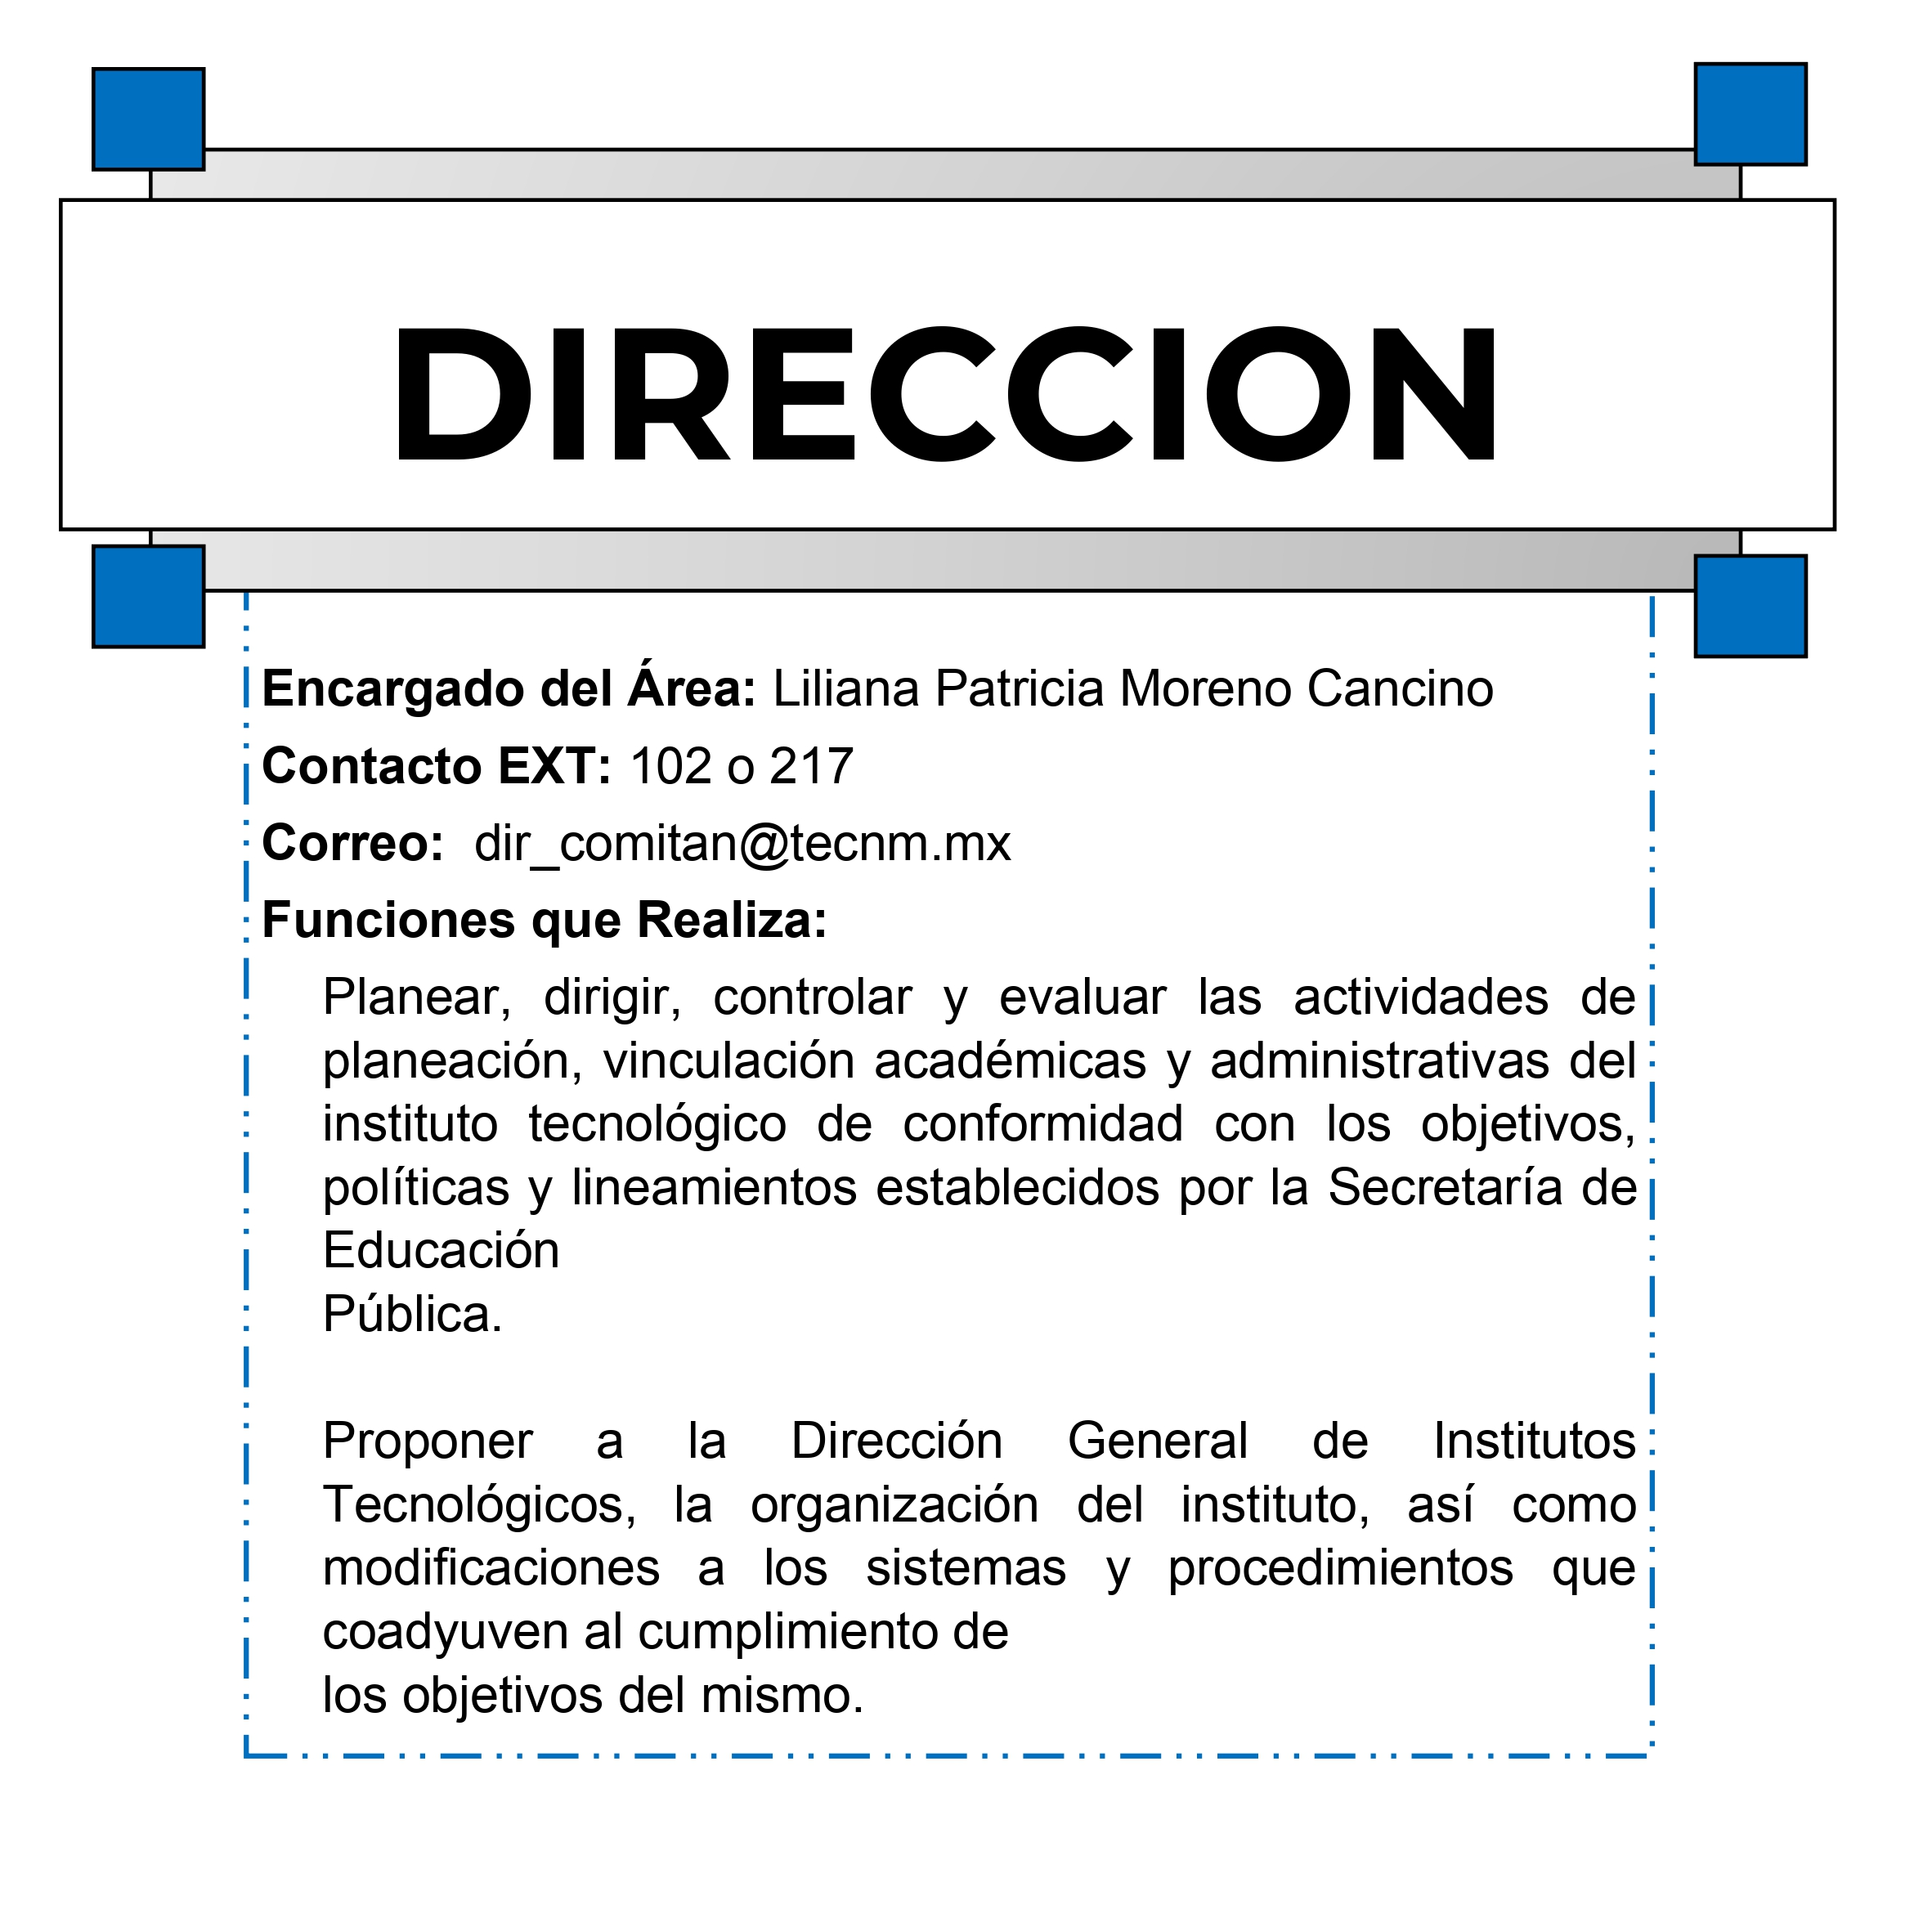 DIRECCION
Encargado del Área: Liliana Patricia Moreno Cancino
Contacto EXT: 102 o 217
Correo: dir_comitan@tecnm.mx
Funciones que Realiza:
Planear, dirigir, controlar y evaluar las actividades de
planeación, vinculación académicas y administrativas del
instituto tecnológico de conformidad con los objetivos,
políticas y lineamientos establecidos por la Secretaría de
Educación
Pública.
Proponer a la Dirección General de Institutos
Tecnológicos, la organización del instituto, así como
modificaciones a los sistemas y procedimientos que
coadyuven al cumplimiento de
los objetivos del mismo.